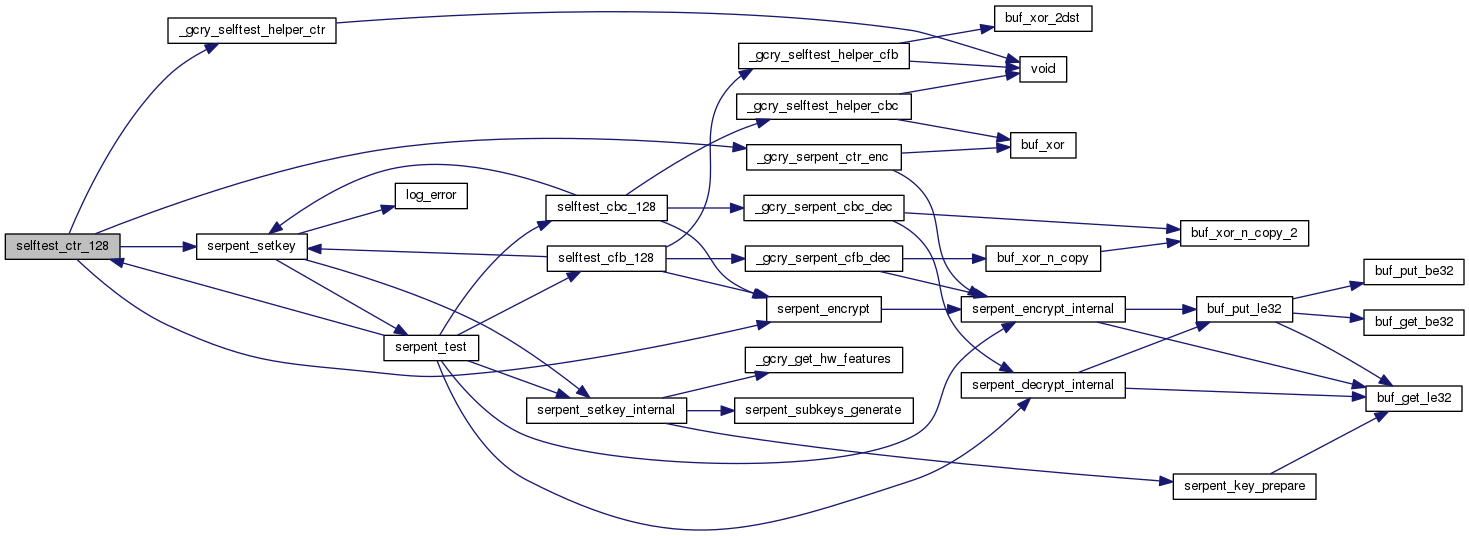 _gcry_selftest_helper_ctr
buf_xor_2dst
_gcry_selftest_helper_cfb
void
_gcry_selftest_helper_cbc
buf_xor
_gcry_serpent_ctr_enc
log_error
selftest_cbc_128
_gcry_serpent_cbc_dec
buf_xor_n_copy_2
selftest_ctr_128
serpent_setkey
selftest_cfb_128
_gcry_serpent_cfb_dec
buf_xor_n_copy
buf_put_be32
serpent_encrypt
serpent_encrypt_internal
buf_put_le32
buf_get_be32
serpent_test
_gcry_get_hw_features
serpent_decrypt_internal
buf_get_le32
serpent_setkey_internal
serpent_subkeys_generate
serpent_key_prepare